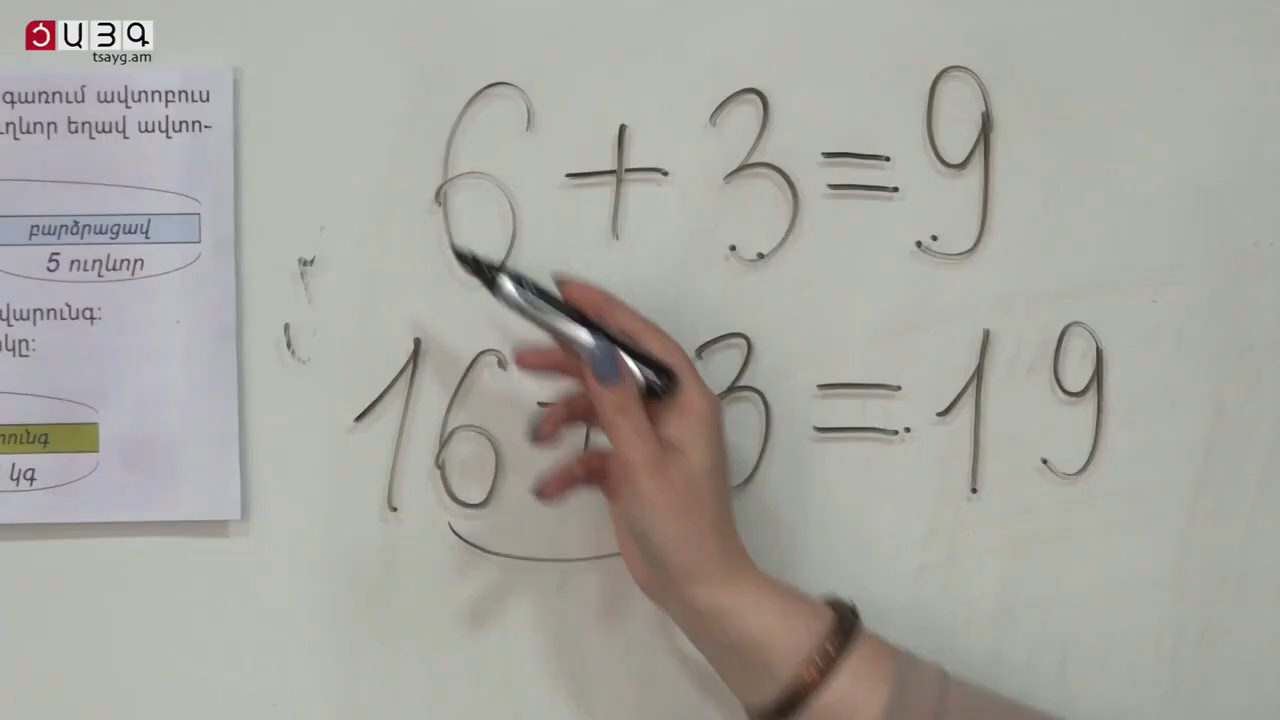 ԾԱՅԳ
tsayg.am
գառում ավտոբուս
ւղևոր եղավ ավտո-
բարձրացավ
5 ուղևոր
վարունգ:
կը:
ունգ
կգ
6 + 3 = 9
16 + 3 = 19